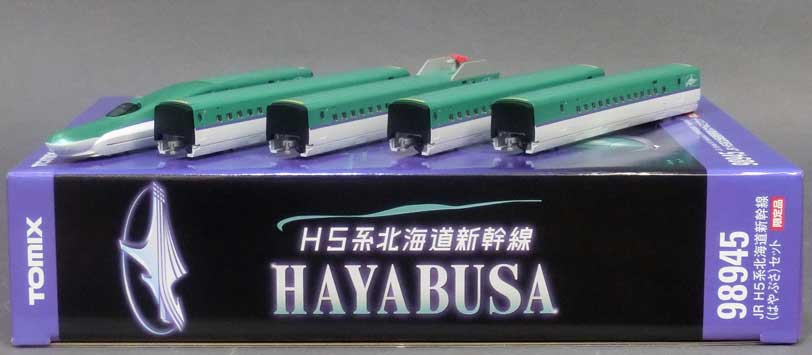 TOMIX
H5系北海道新幹線
HAYABUSA
98945
JR H5系北海道新幹線
(はやぶさ)セット
限定品